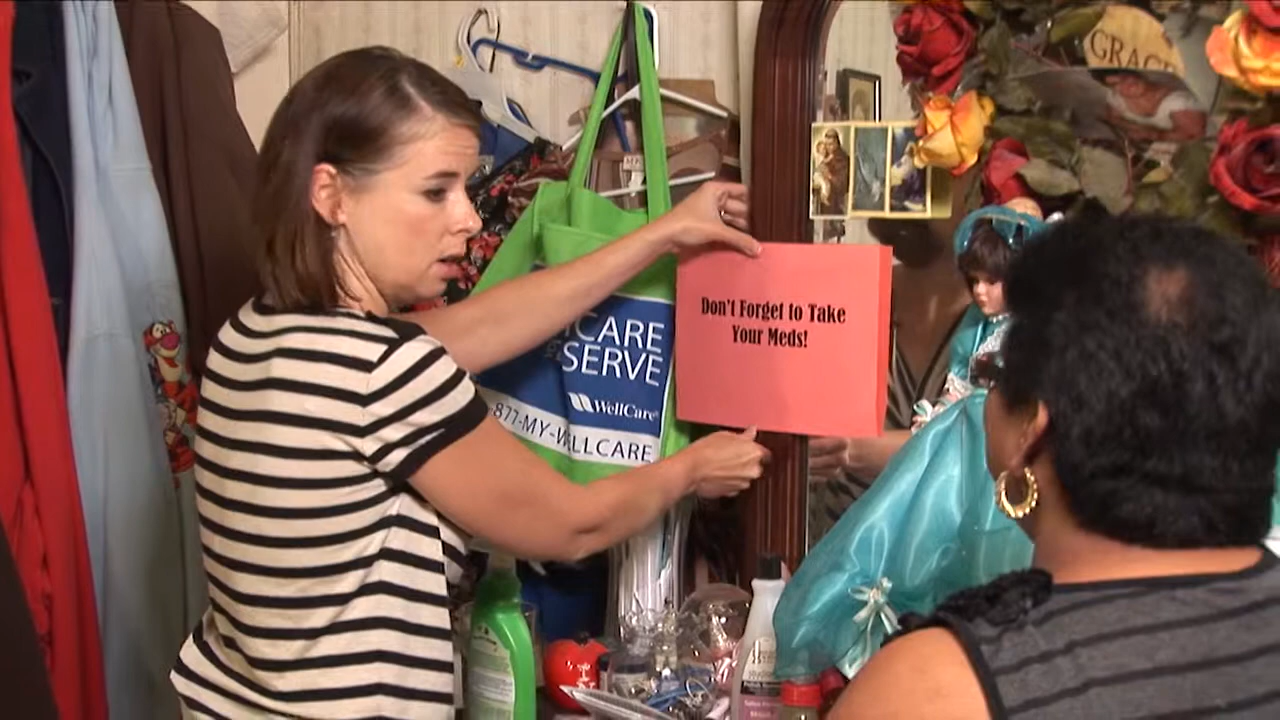 GRACE
Don't Forget to Take
Your Meds!
CARE
SERVE
WellCare
877-MY-WELLCARE